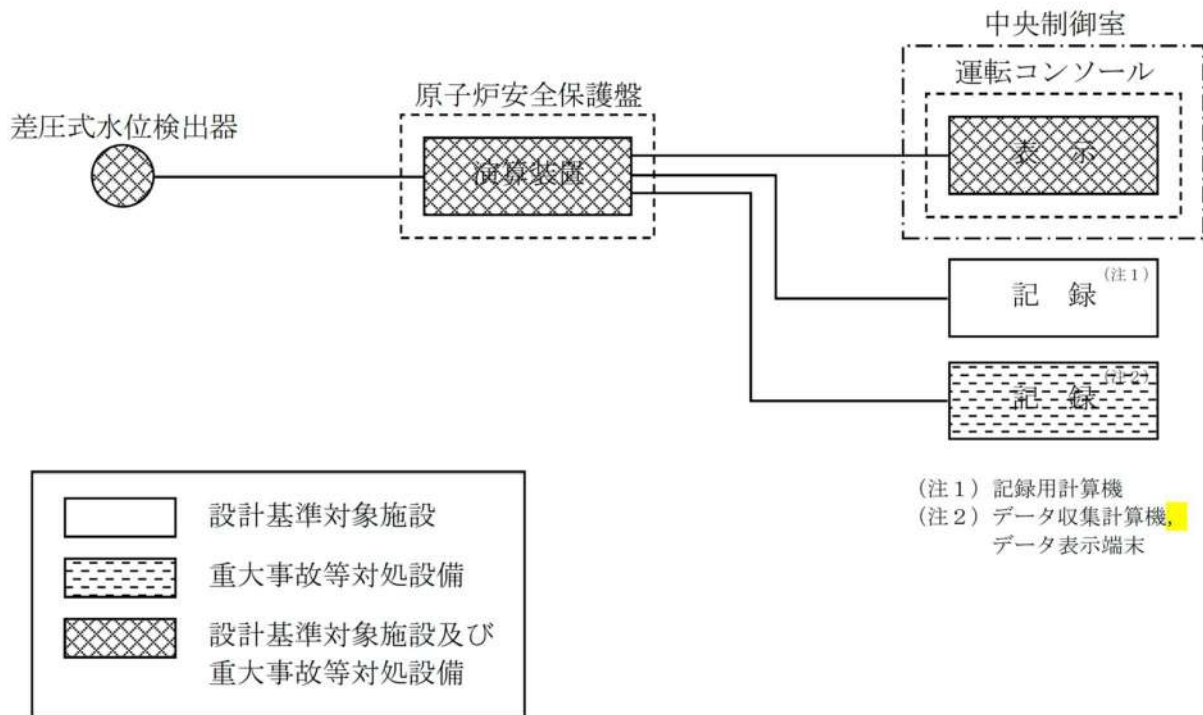 中央制御室
運転コンソール
原子炉安全保護盤
差圧式水位検出器
演算装置
表 示
記 録 (注1)
記 録 (注2)
(注1) 記録用計算機
(注2) データ収集計算機,
データ表示端末
設計基準対象施設
重大事故等対処設備
設計基準対象施設及び
重大事故等対処設備